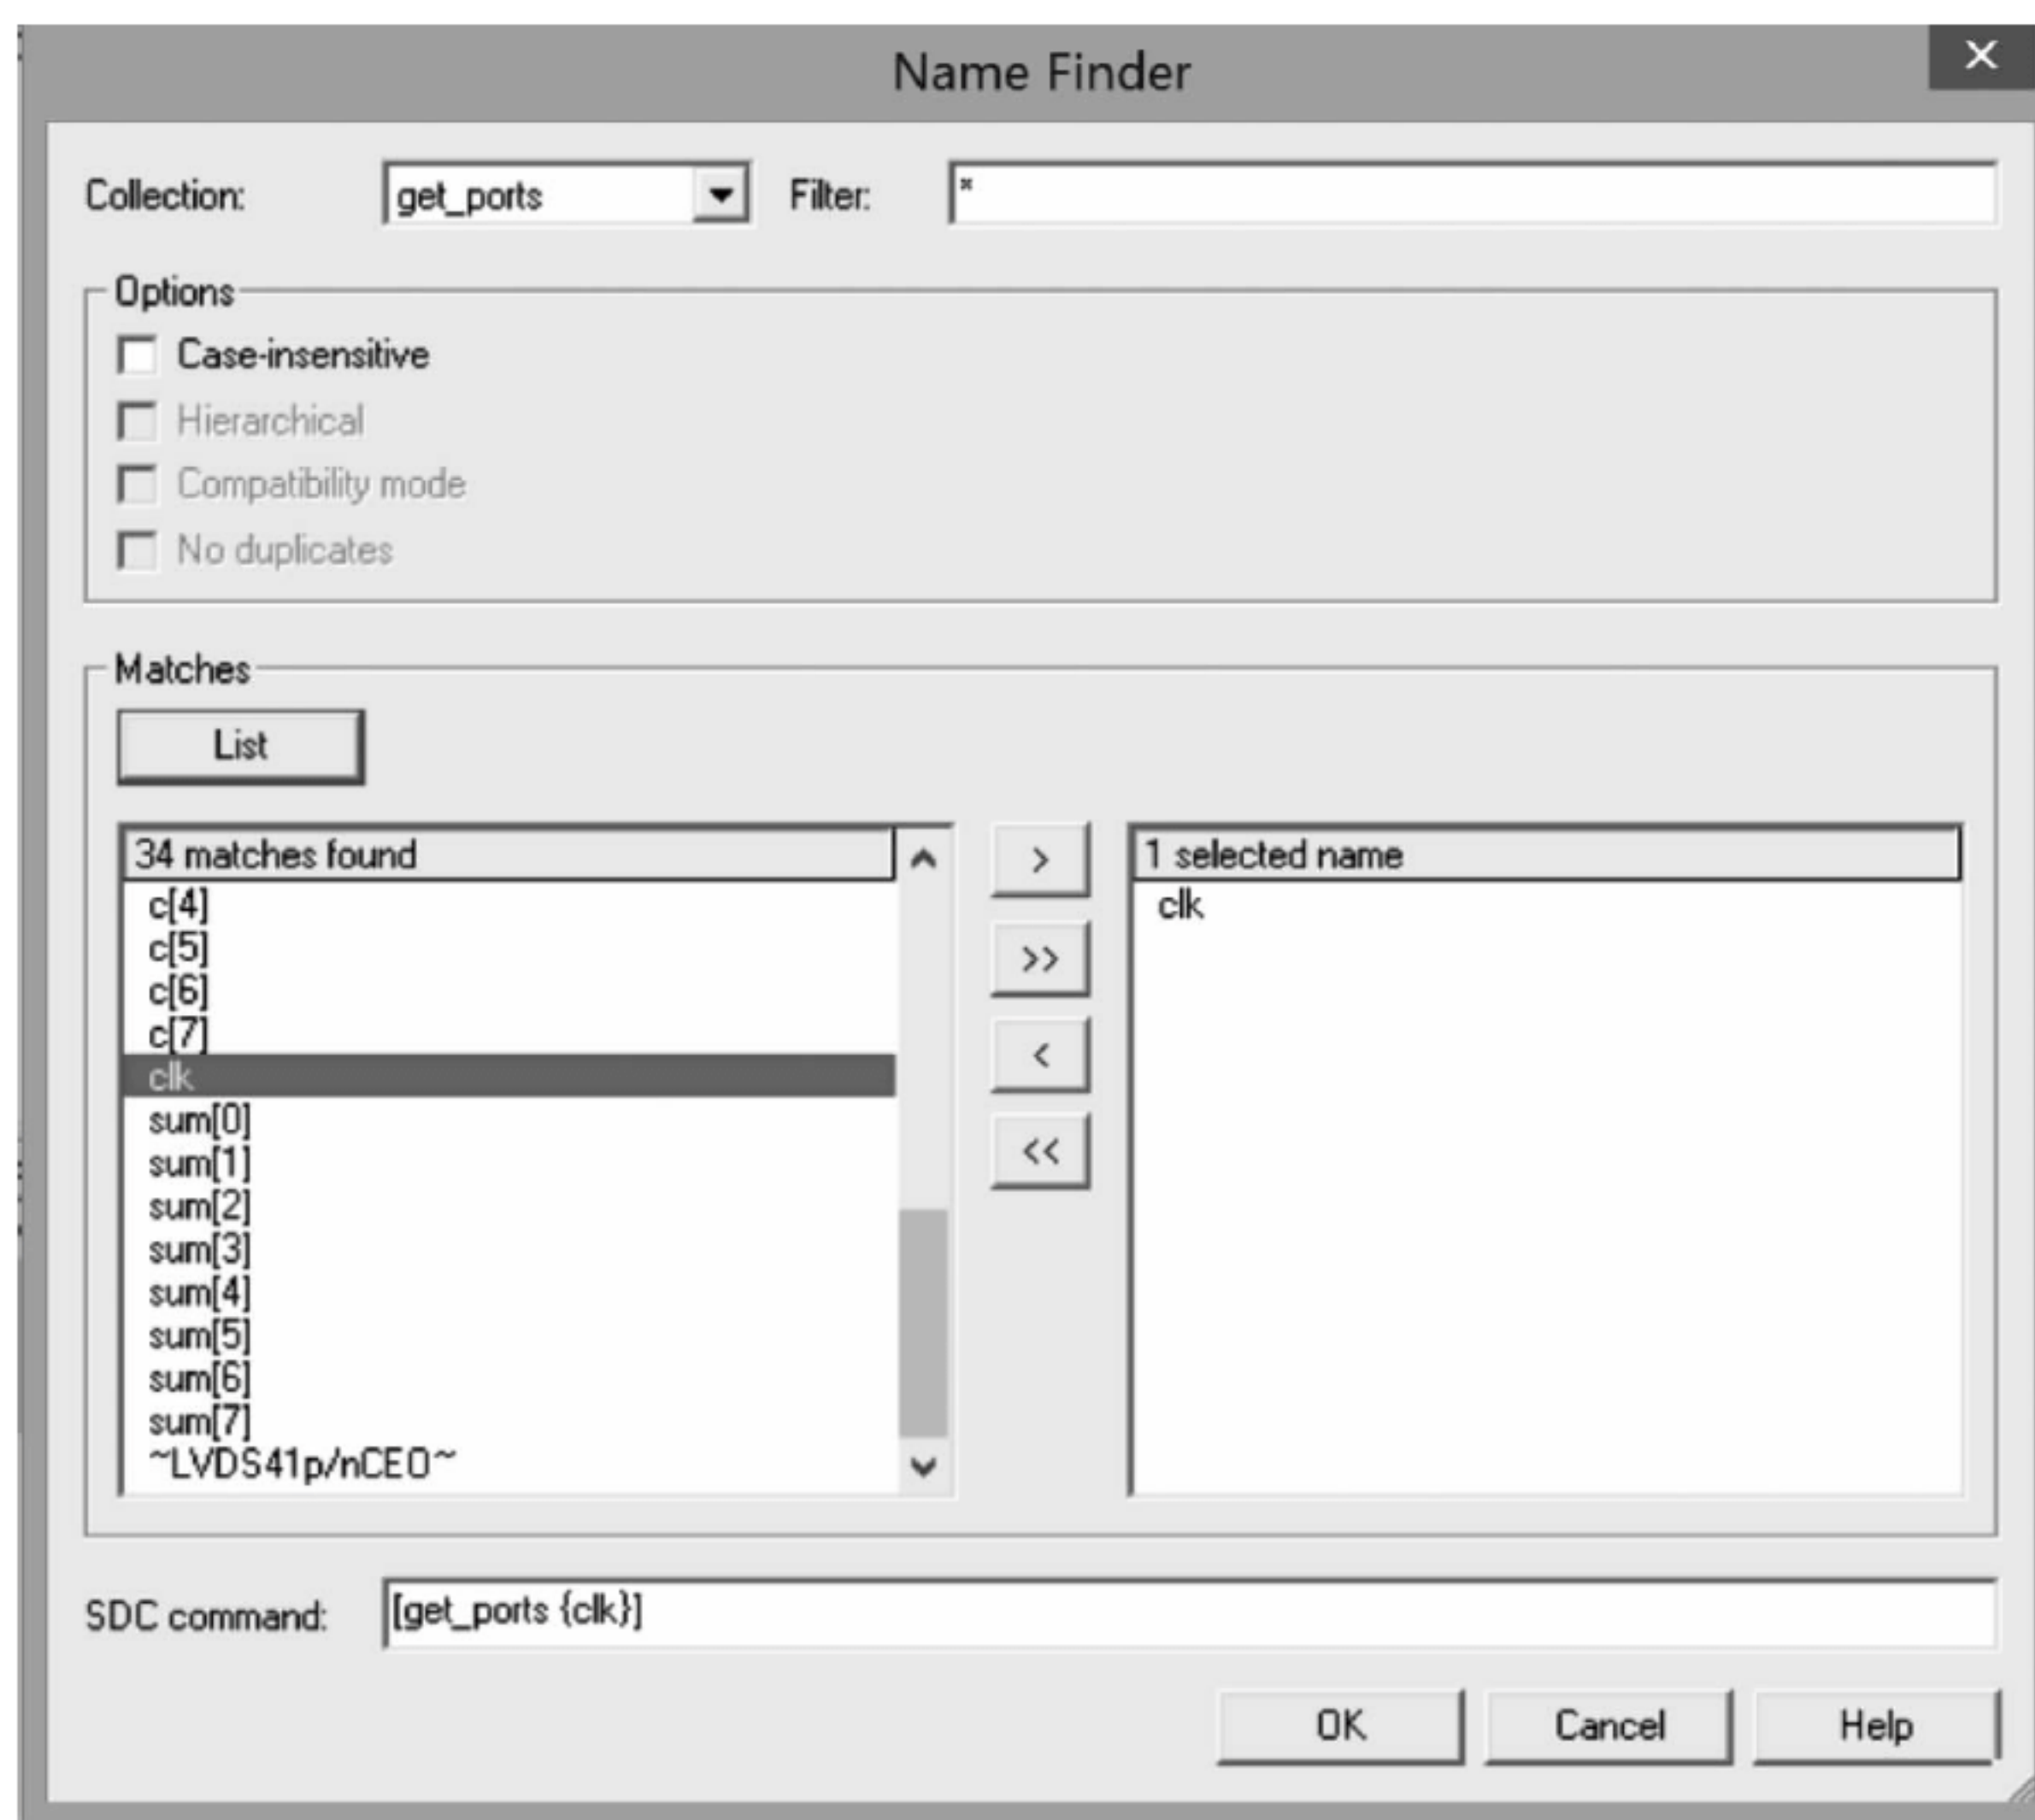 Name Finder
Collection: get_ports Filter: *
Options
Case-insensitive
Hierarchical
Compatibility mode
No duplicates
Matches
List
34 matches found
c[4]
c[5]
c[6]
c[7]
clk
sum[0]
sum[1]
sum[2]
sum[3]
sum[4]
sum[5]
sum[6]
sum[7]
~LVDS41p/nCEO~
>
>>
<
<<
1 selected name
clk
SDC command: [get_ports {clk}]
OK Cancel Help